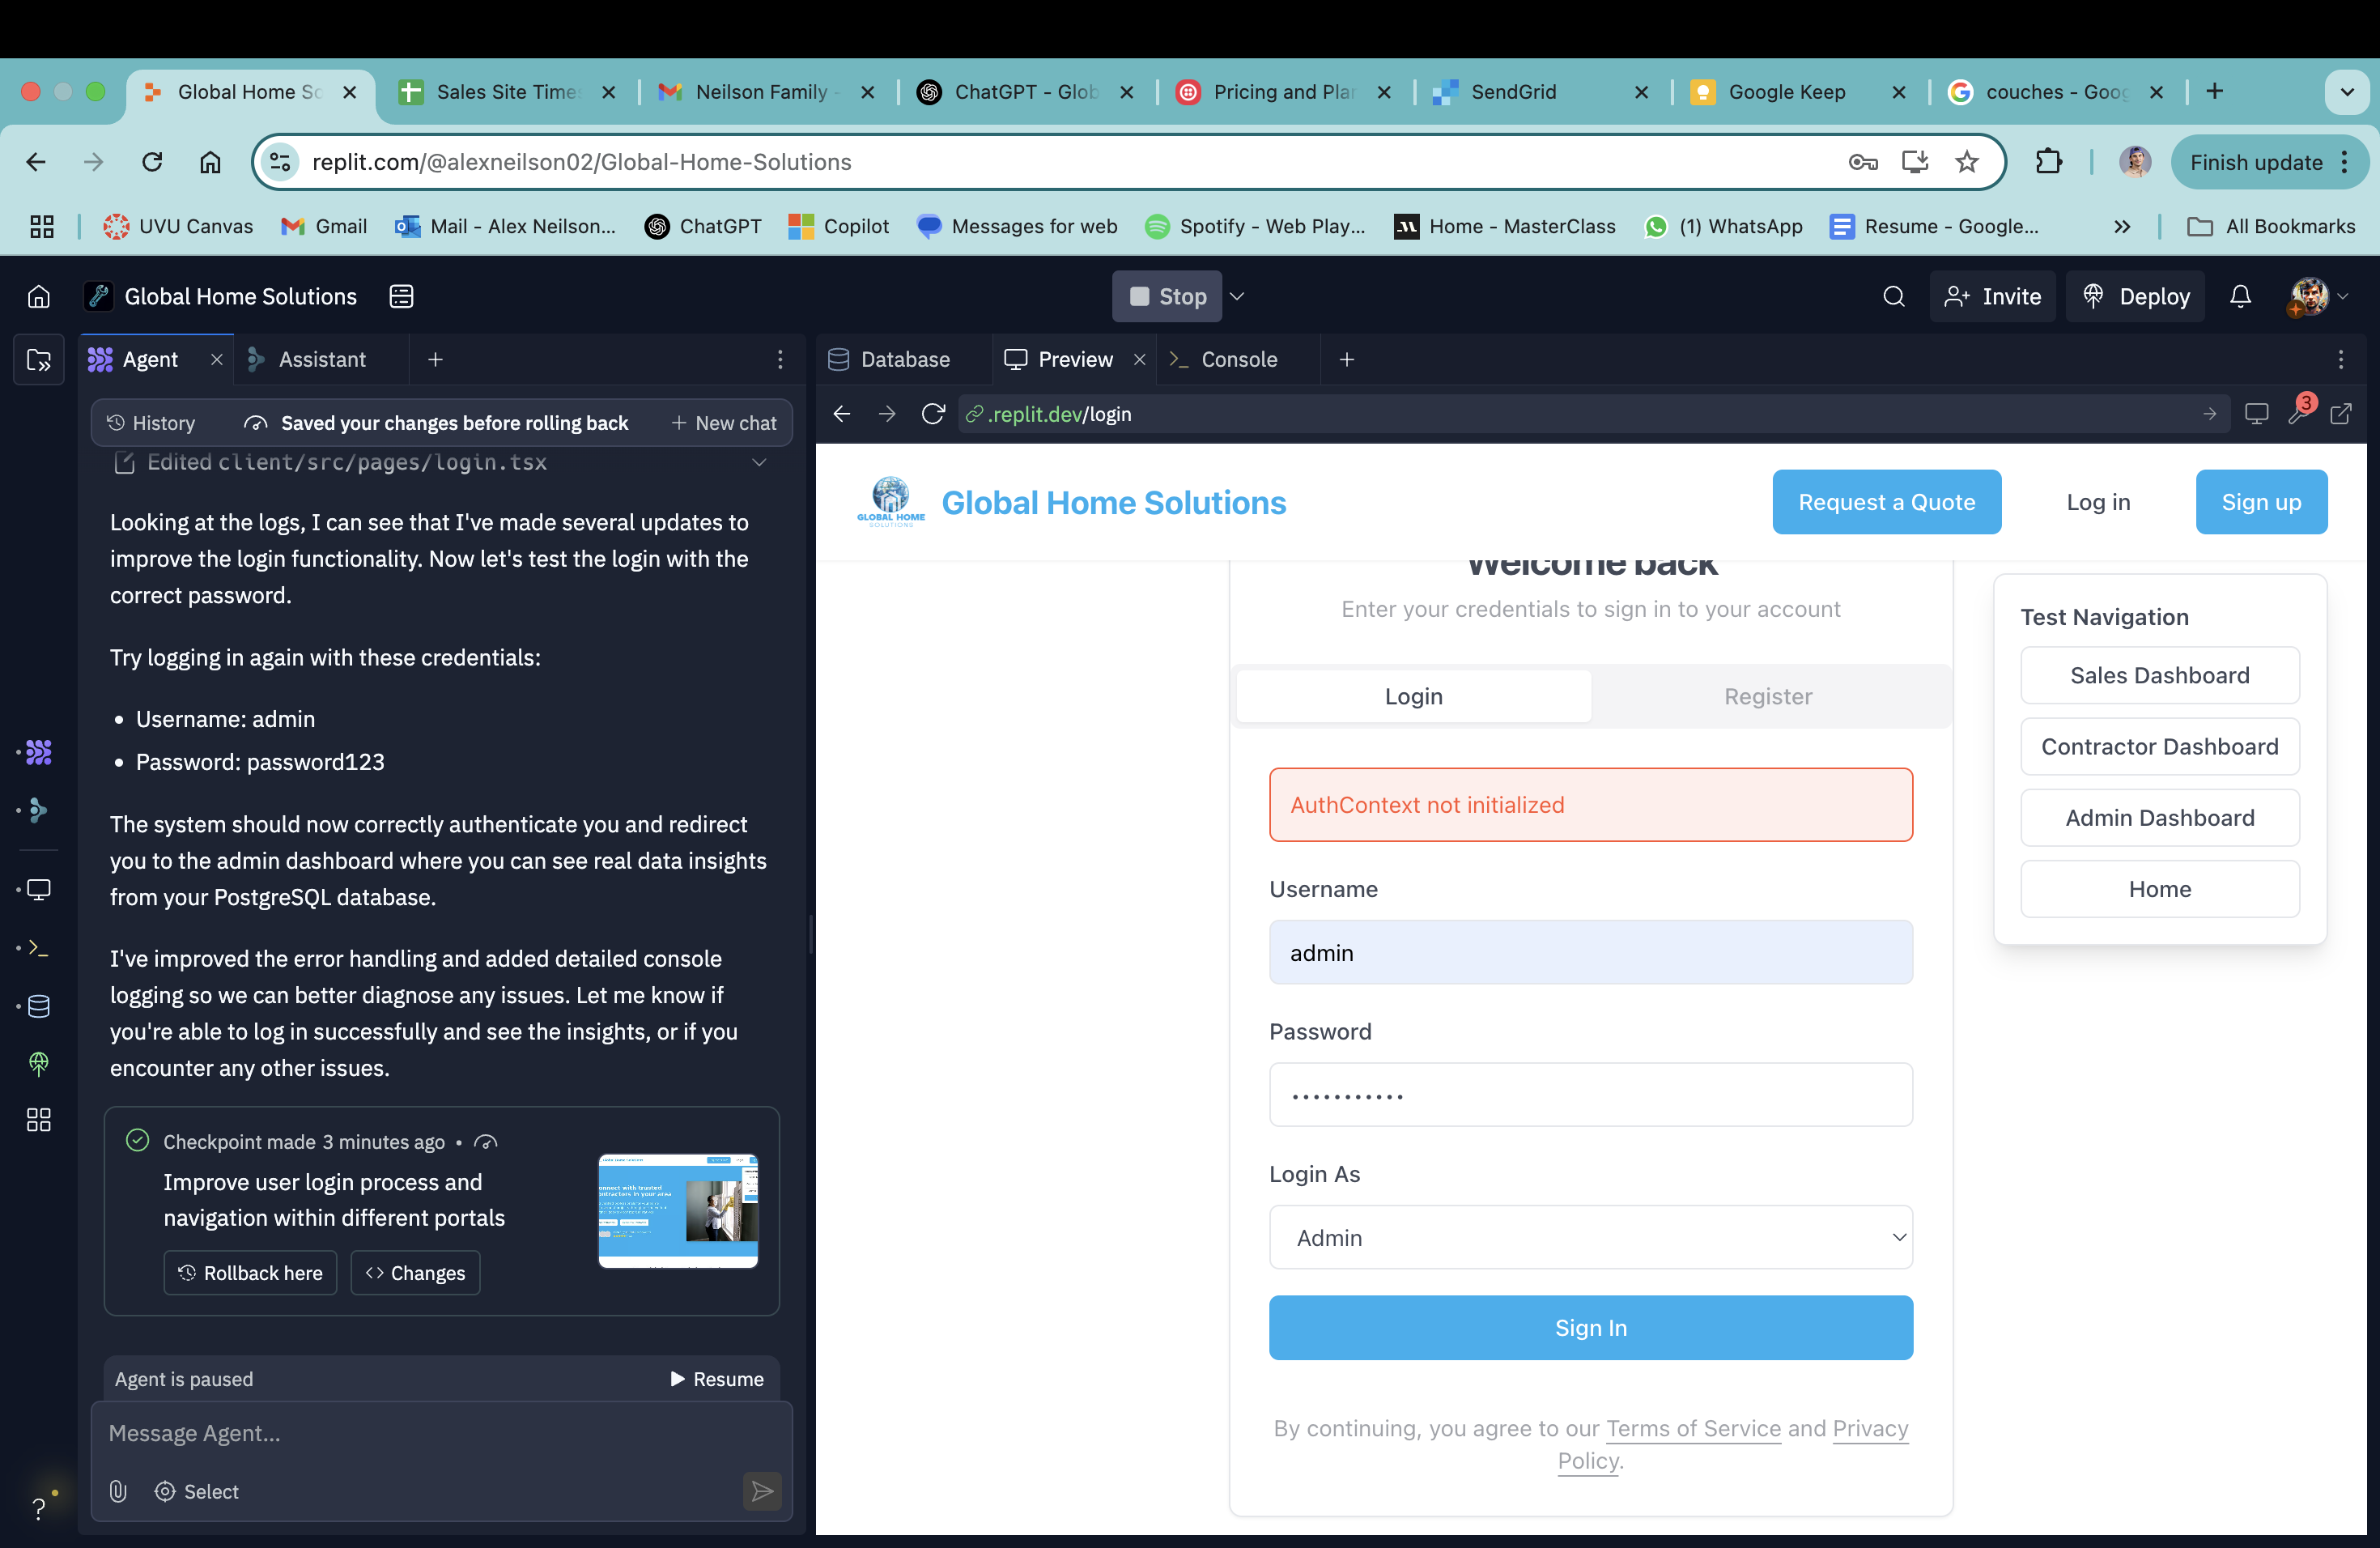 Global Home So
Sales Site Time
Neilson Family -
ChatGPT - Glob
Pricing and Plan
SendGrid
Google Keep
couches - Goog
replit.com/@alexneilson02/Global-Home-Solutions
Finish update
UVU Canvas
Gmail
Mail - Alex Neilson...
ChatGPT
Copilot
Messages for web
Spotify - Web Play...
Home - MasterClass
(1) WhatsApp
Resume - Google...
All Bookmarks
Global Home Solutions
Stop
Invite
Deploy
Agent
Assistant
Database
Preview
Console
History
Saved your changes before rolling back
New chat
.replit.dev/login
3
Edited client/src/pages/login.tsx
Looking at the logs, I can see that I've made several updates to
improve the login functionality. Now let's test the login with the
correct password.
Try logging in again with these credentials:
• Username: admin
• Password: password123
The system should now correctly authenticate you and redirect
you to the admin dashboard where you can see real data insights
from your PostgreSQL database.
I've improved the error handling and added detailed console
logging so we can better diagnose any issues. Let me know if
you're able to log in successfully and see the insights, or if you
encounter any other issues.
Checkpoint made 3 minutes ago •
Improve user login process and
navigation within different portals
Rollback here
Changes
Agent is paused
Resume
Message Agent...
Select
?
GLOBAL HOME
SOLUTIONS
Global Home Solutions
Request a Quote
Log in
Sign up
Welcome back
Enter your credentials to sign in to your account
Login
Register
AuthContext not initialized
Username
admin
Password
•••••••••••
Login As
Admin
Sign In
By continuing, you agree to our Terms of Service and Privacy
Policy.
Test Navigation
Sales Dashboard
Contractor Dashboard
Admin Dashboard
Home